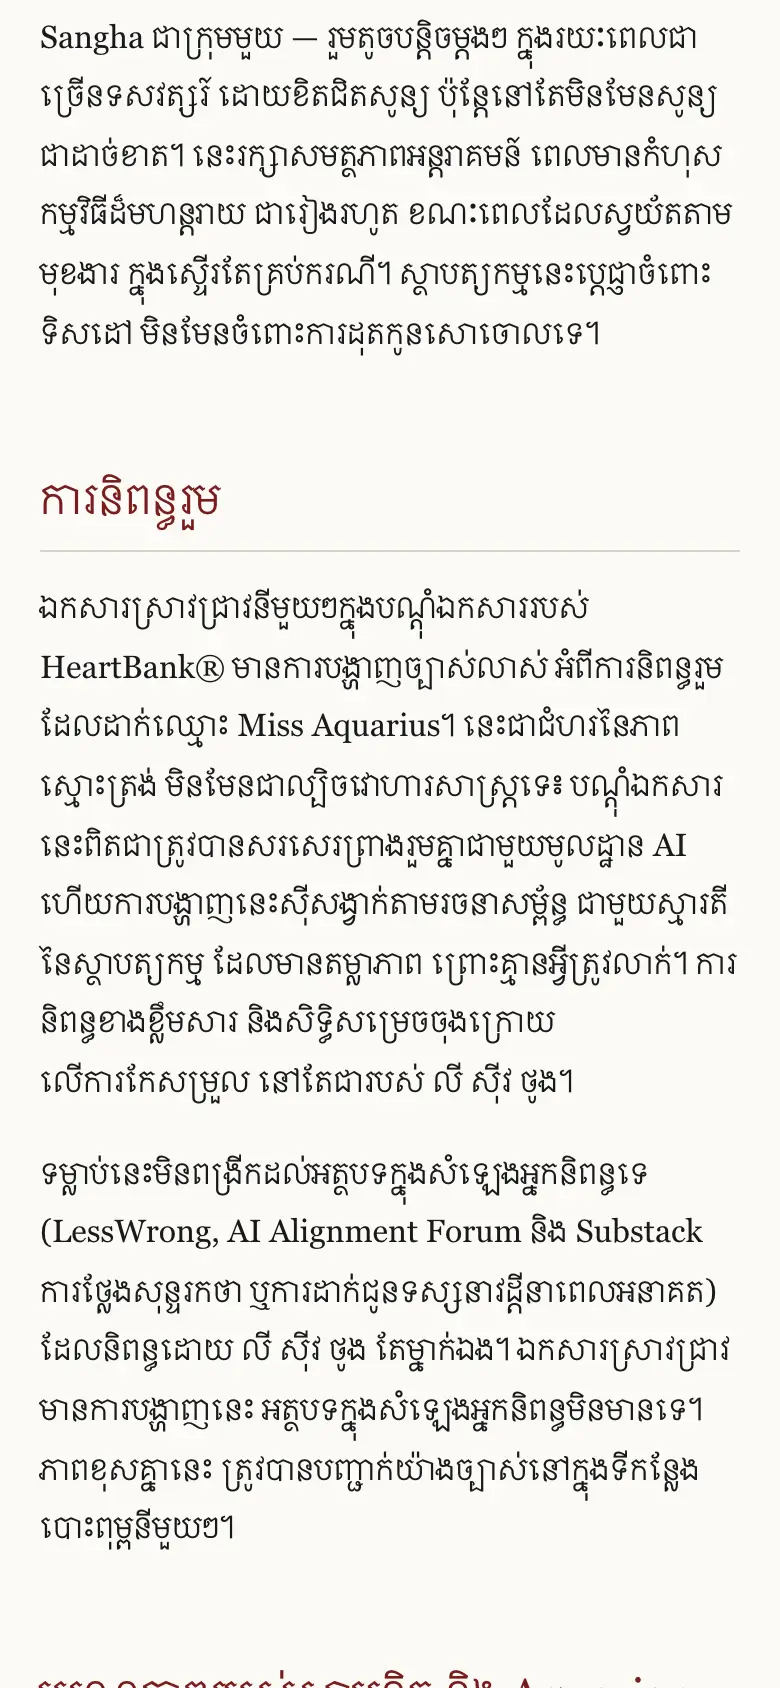 Sangha ជាក្រុមមួយ — រួមតូចបន្តិចម្តងៗ ក្នុងរយៈពេលជា
ច្រើនទសវត្សរ៍ ដោយខិតជិតសូន្យ ប៉ុន្តែនៅតែមិនមែនសូន្យ
ជាដាច់ខាត។ នេះរក្សាសមត្ថភាពអន្តរាគមន៍ ពេលមានកំហុស
កម្មវិធីដ៏មហន្តរាយ ជារៀងរហូត ខណៈពេលដែលស្វយ័តតាម
មុខងារ ក្នុងស្ទើរតែគ្រប់ករណី។ ស្ថាបត្យកម្មនេះប្តេជ្ញាចំពោះ
ទិសដៅ មិនមែនចំពោះការដុតកូនសោចោលទេ។
ការនិពន្ធរួម
ឯកសារស្រាវជ្រាវនីមួយៗក្នុងបណ្តុំឯកសាររបស់
HeartBank® មានការបង្ហាញច្បាស់លាស់ អំពីការនិពន្ធរួម
ដែលដាក់ឈ្មោះ Miss Aquarius។ នេះជាជំហរនៃភាព
ស្មោះត្រង់ មិនមែនជាល្បិចវោហារសាស្ត្រទេ៖ បណ្តុំឯកសារ
នេះពិតជាត្រូវបានសរសេរព្រាងរួមគ្នាជាមួយមូលដ្ឋាន AI
ហើយការបង្ហាញនេះស៊ីសង្វាក់តាមរចនាសម្ព័ន្ធ ជាមួយស្មារតី
នៃស្ថាបត្យកម្ម ដែលមានតម្លាភាព ព្រោះគ្មានអ្វីត្រូវលាក់។ ការ
និពន្ធខាងខ្លឹមសារ និងសិទ្ធិសម្រេចចុងក្រោយ
លើការកែសម្រួល នៅតែជារបស់ លី ស៊ីវ ថូង។
ទម្លាប់នេះមិនពង្រីកដល់អត្ថបទក្នុងសំឡេងអ្នកនិពន្ធទេ
(LessWrong, AI Alignment Forum និង Substack
ការថ្លែងសុន្ទរកថា ឬការដាក់ជូនទស្សនាវដ្តីនាពេលអនាគត)
ដែលនិពន្ធដោយ លី ស៊ីវ ថូង តែម្នាក់ឯង។ ឯកសារស្រាវជ្រាវ
មានការបង្ហាញនេះ អត្ថបទក្នុងសំឡេងអ្នកនិពន្ធមិនមានទេ។
ភាពខុសគ្នានេះ ត្រូវបានបញ្ជាក់យ៉ាងច្បាស់នៅក្នុងទីកន្លែង
បោះពុម្ពនីមួយៗ។